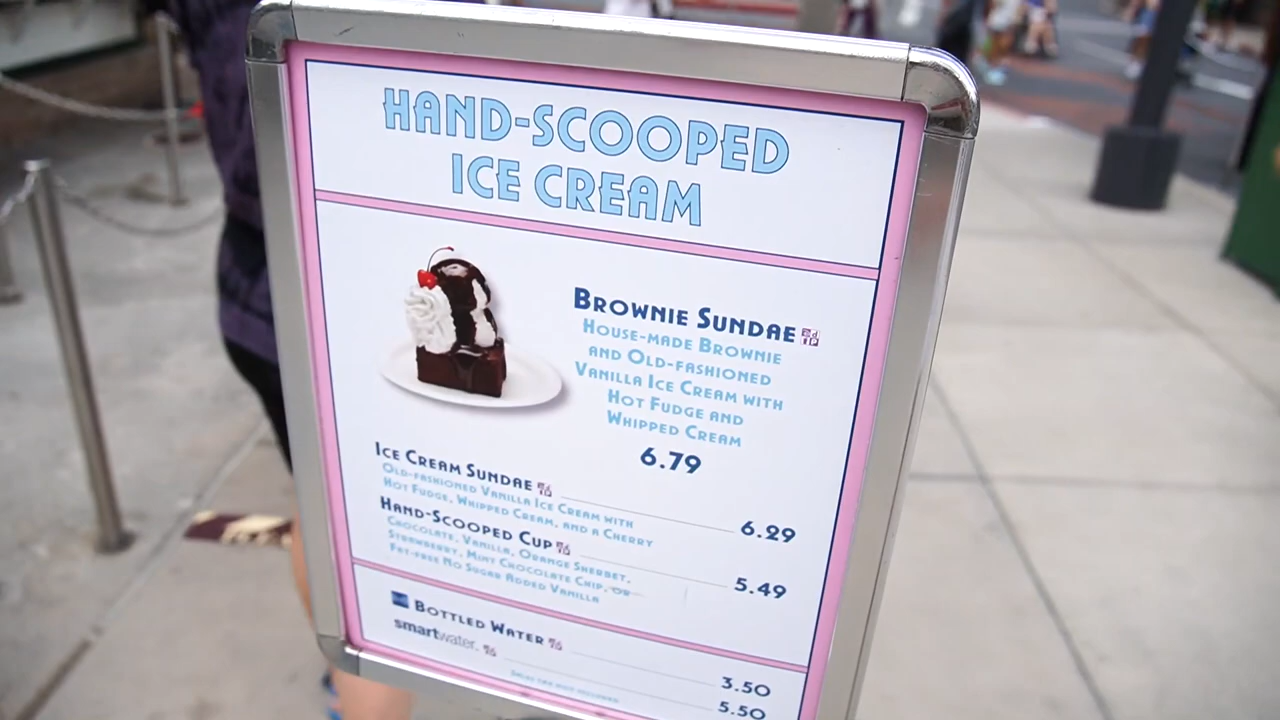 HAND-SCOOPED
ICE CREAM
BROWNIE SUNDAE
HOUSE-MADE BROWNIE
AND OLD-FASHIONED
VANILLA ICE CREAM WITH
HOT FUDGE AND
WHIPPED CREAM
6.79
ICE CREAM SUNDAE 6.29
OLD-FASHIONED VANILLA ICE CREAM WITH
HOT FUDGE, WHIPPED CREAM, AND A CHERRY
HAND-SCOOPED CUP 5.49
CHOCOLATE, VANILLA, ORANGE SHERBET,
STRAWBERRY, MINT CHOCOLATE CHIP, OR
FAT-FREE NO SUGAR ADDED VANILLA
BOTTLED WATER 3.50
smartwater. 5.50